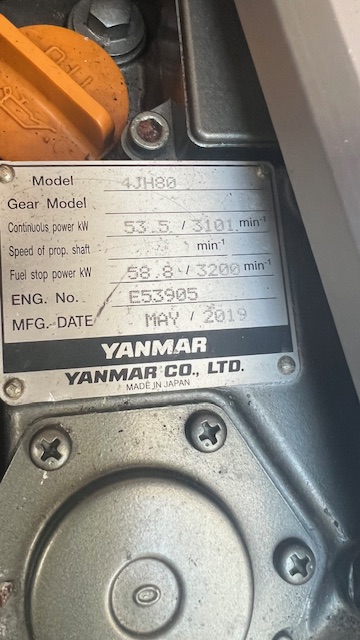 OIL
Model 4JH80
Gear Model
Continuous power kW 53.5 / 3101 min⁻¹
Speed of prop. shaft min⁻¹
Fuel stop power kW 58.8 / 3200 min⁻¹
ENG. No. E53905
MFG. DATE MAY / 2019
YANMAR
YANMAR CO., LTD.
MADE IN JAPAN
0